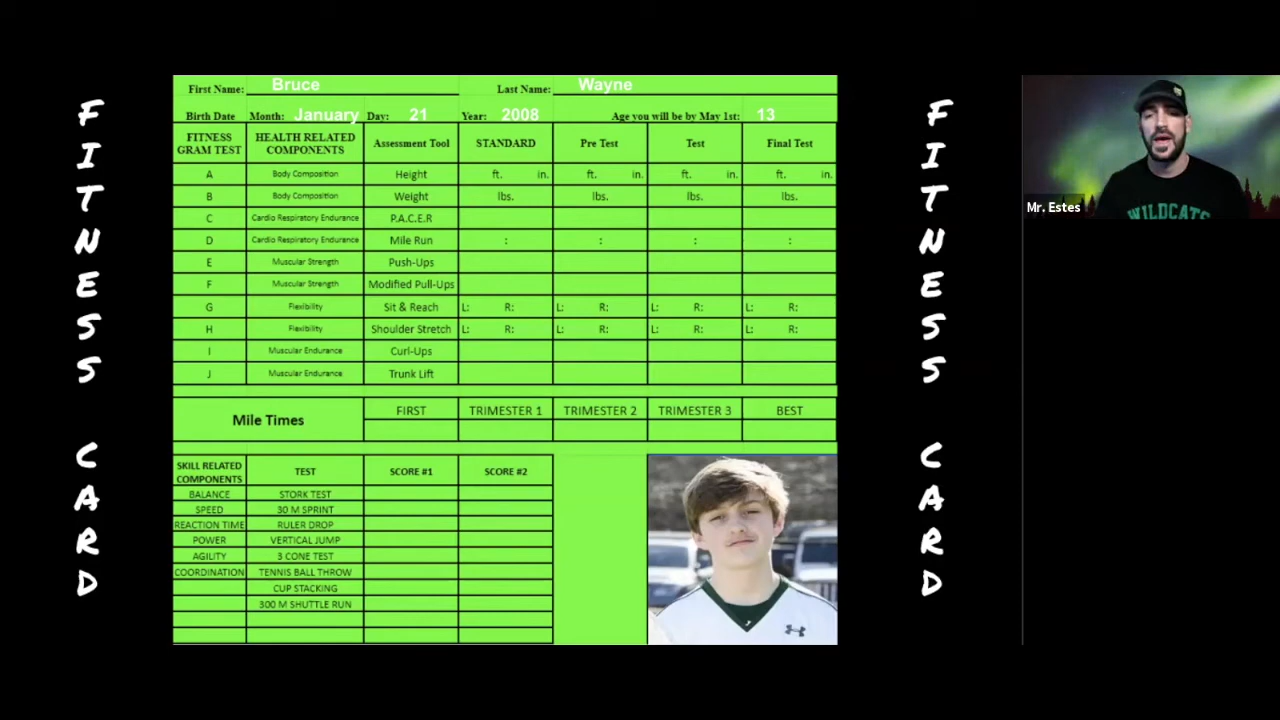 FITNESS CARD
First Name: Bruce Last Name: Wayne
Birth Date Month: January Day: 21 Year: 2008 Age you will be by May 1st: 13
FITNESS GRAM TEST HEALTH RELATED COMPONENTS Assessment Tool STANDARD Pre Test Test Final Test
A Body Composition Height ft. in. ft. in. ft. in. ft. in.
B Body Composition Weight lbs. lbs. lbs. lbs.
C Cardio Respiratory Endurance P.A.C.E.R
D Cardio Respiratory Endurance Mile Run : : : :
E Muscular Strength Push-Ups
F Muscular Strength Modified Pull-Ups
G Flexibility Sit & Reach L: R: L: R: L: R: L: R:
H Flexibility Shoulder Stretch L: R: L: R: L: R: L: R:
I Muscular Endurance Curl-Ups
J Muscular Endurance Trunk Lift
Mile Times FIRST TRIMESTER 1 TRIMESTER 2 TRIMESTER 3 BEST
SKILL RELATED COMPONENTS TEST SCORE #1 SCORE #2
BALANCE STORK TEST
SPEED 30 M SPRINT
REACTION TIME RULER DROP
POWER VERTICAL JUMP
AGILITY 3 CONE TEST
COORDINATION TENNIS BALL THROW
CUP STACKING
300 M SHUTTLE RUN
FITNESS CARD
Mr. Estes
WILDCATS